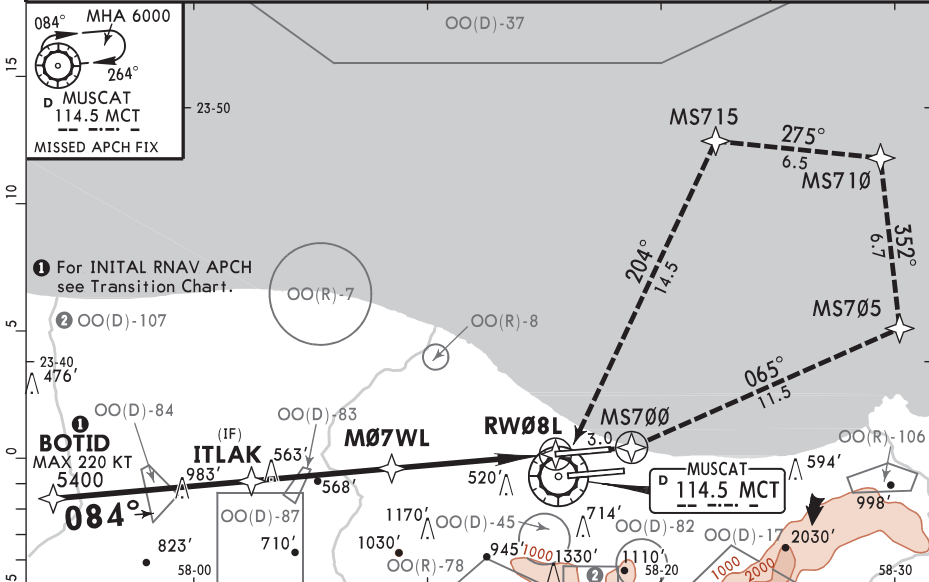 084° MHA 6000
264°
D MUSCAT
114.5 MCT
MISSED APCH FIX
OO(D)-37
15
23-50
MS715
275°
6.5
MS71Ø
10
352°
6.7
204°
14.5
1 For INITAL RNAV APCH
see Transition Chart.
OO(R)-7
MS7Ø5
5
2 OO(D)-107
OO(R)-8
23-40
476'
065°
11.5
1
BOTID
MAX 220 KT
5400
OO(D)-84
OO(D)-83
(IF)
ITLAK
MØ7WL
RWØ8L
MS7ØØ
3.0
OO(R)-106
0
983'
563'
568'
520'
MUSCAT
D 114.5 MCT
594'
998'
084°
OO(D)-87
1170'
OO(D)-45
714'
OO(D)-82
OO(D)-17
2030'
823'
710'
1030'
OO(R)-78
945'
1000
1330'
1110'
1000
2000
5
58-00
2
58-20
58-30